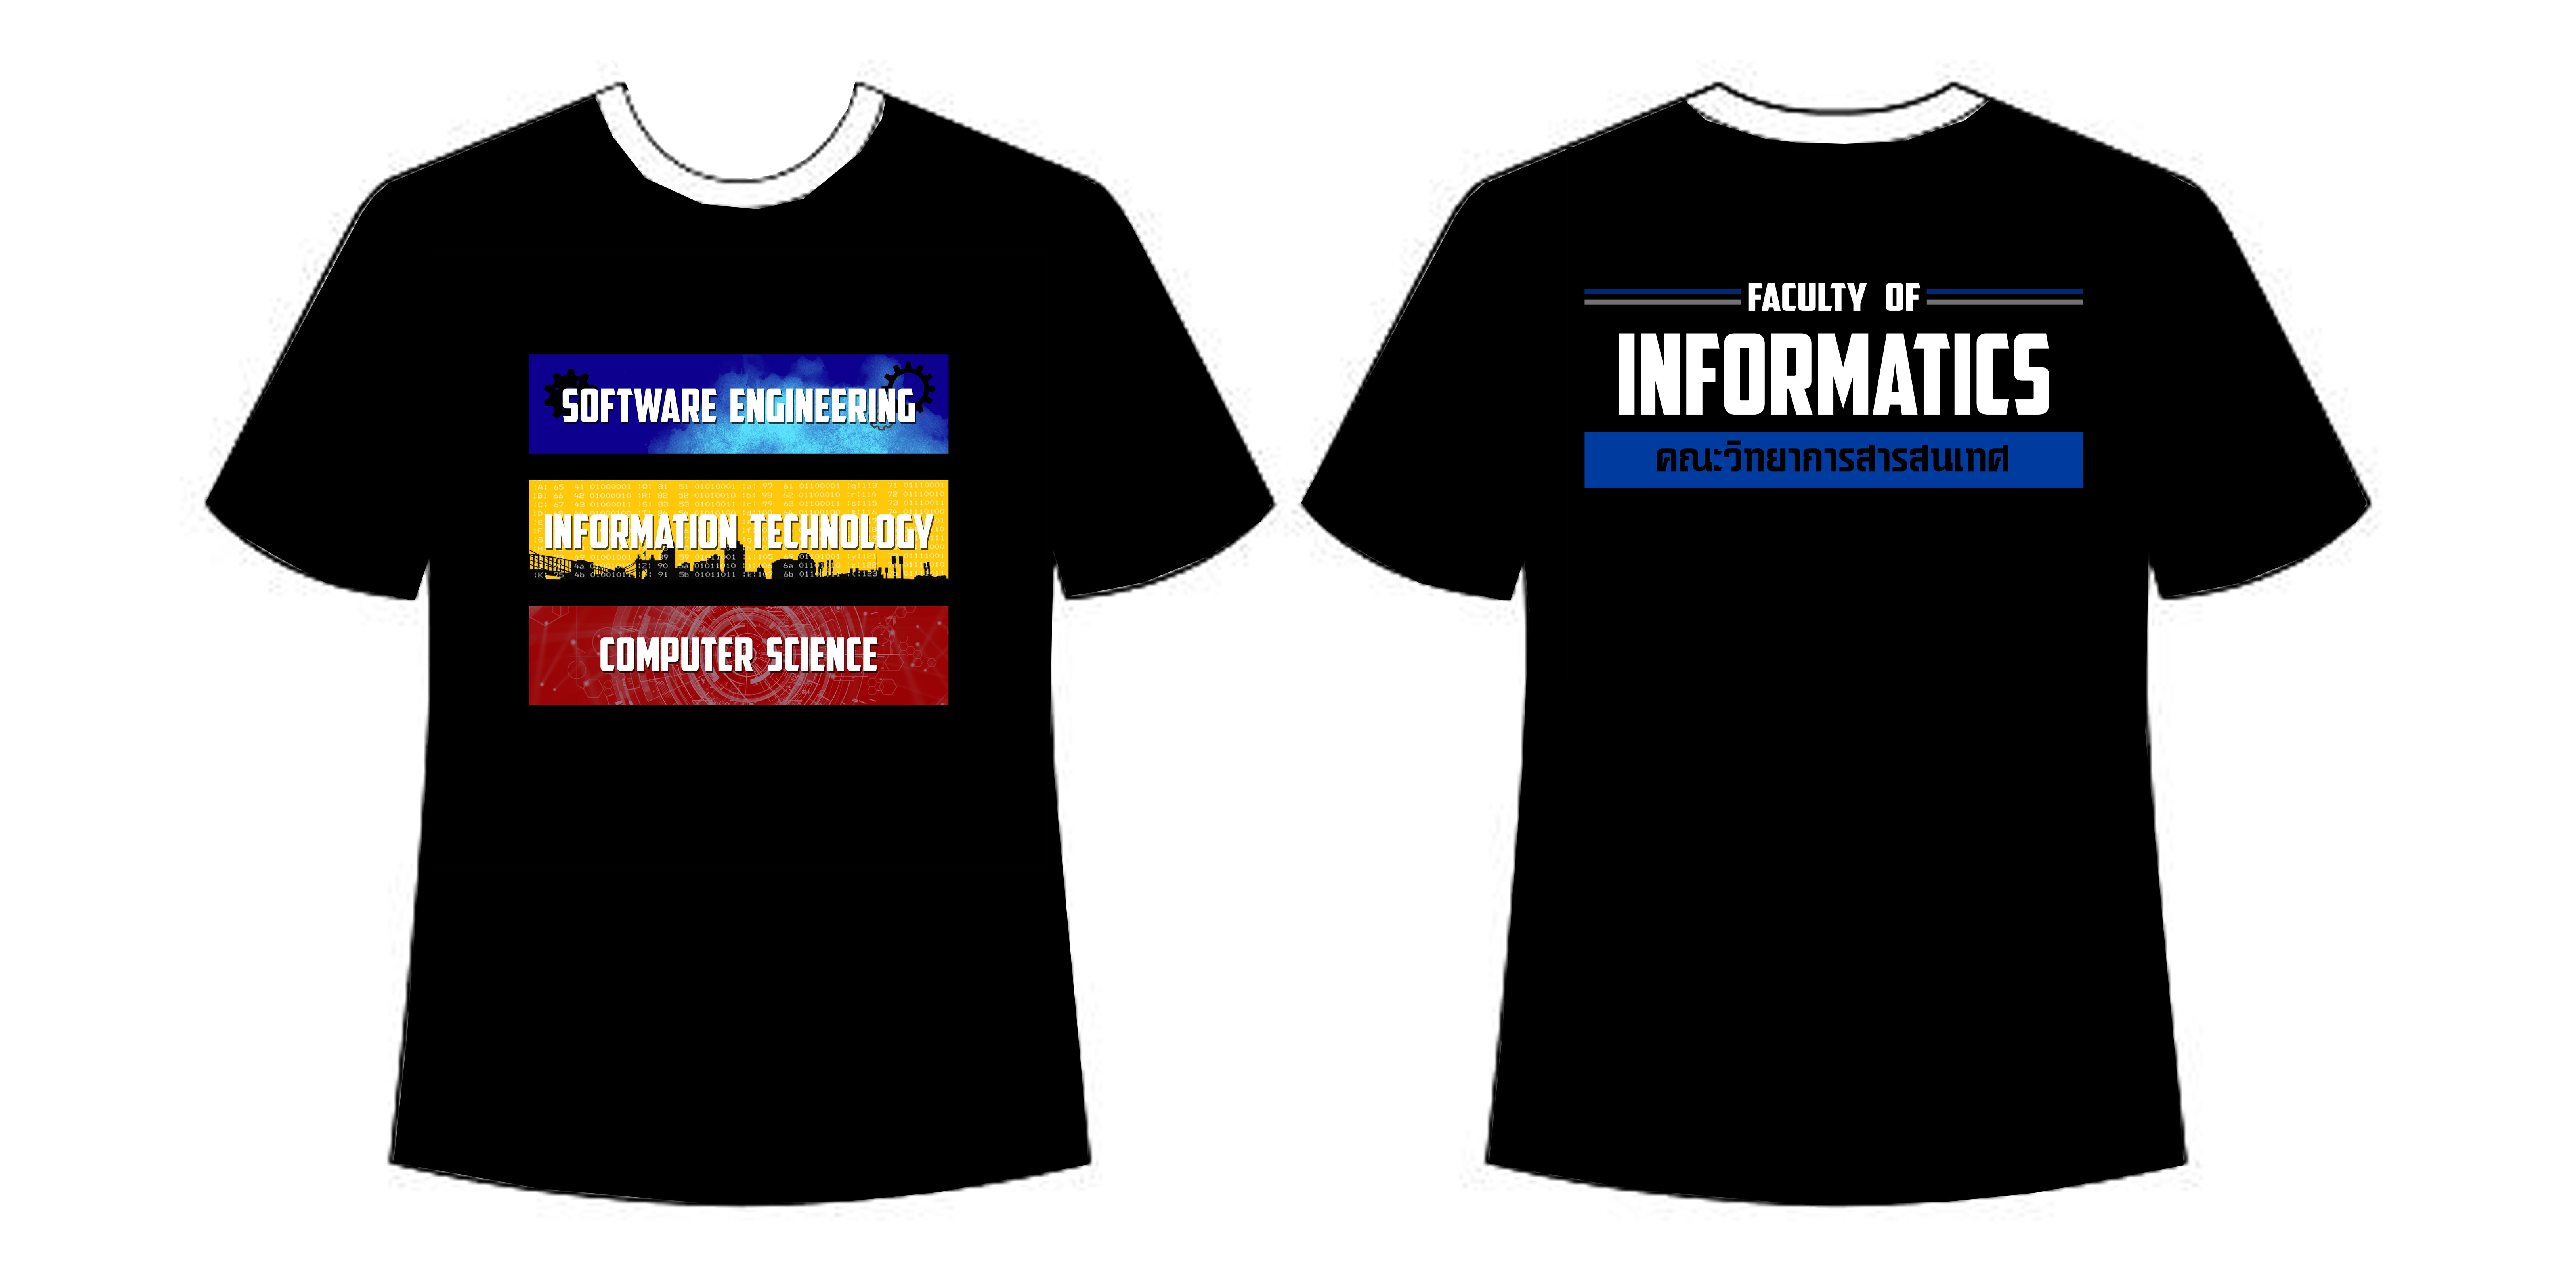 SOFTWARE ENGINEERING
INFORMATION TECHNOLOGY
COMPUTER SCIENCE
FACULTY OF
INFORMATICS
คณะวิทยาการสารสนเทศ